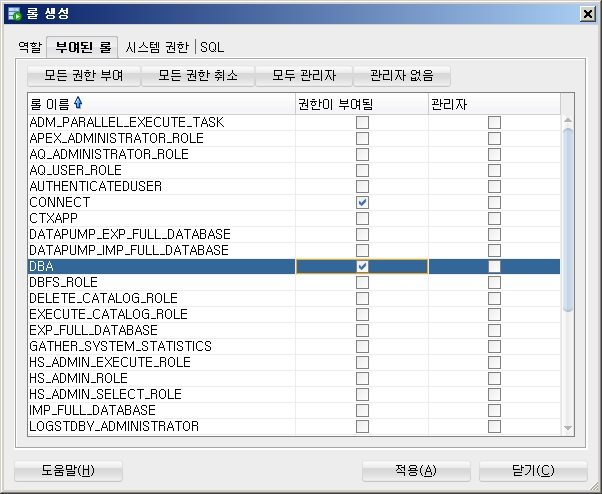 롤 생성
역할 부여된 롤 시스템 권한 SQL
모든 권한 부여 모든 권한 취소 모두 관리자 관리자 없음
롤 이름 권한이 부여됨 관리자
ADM_PARALLEL_EXECUTE_TASK
APEX_ADMINISTRATOR_ROLE
AQ_ADMINISTRATOR_ROLE
AQ_USER_ROLE
AUTHENTICATEDUSER
CONNECT
CTXAPP
DATAPUMP_EXP_FULL_DATABASE
DATAPUMP_IMP_FULL_DATABASE
DBA
DBFS_ROLE
DELETE_CATALOG_ROLE
EXECUTE_CATALOG_ROLE
EXP_FULL_DATABASE
GATHER_SYSTEM_STATISTICS
HS_ADMIN_EXECUTE_ROLE
HS_ADMIN_ROLE
HS_ADMIN_SELECT_ROLE
IMP_FULL_DATABASE
LOGSTDBY_ADMINISTRATOR
도움말(H) 적용(A) 닫기(C)